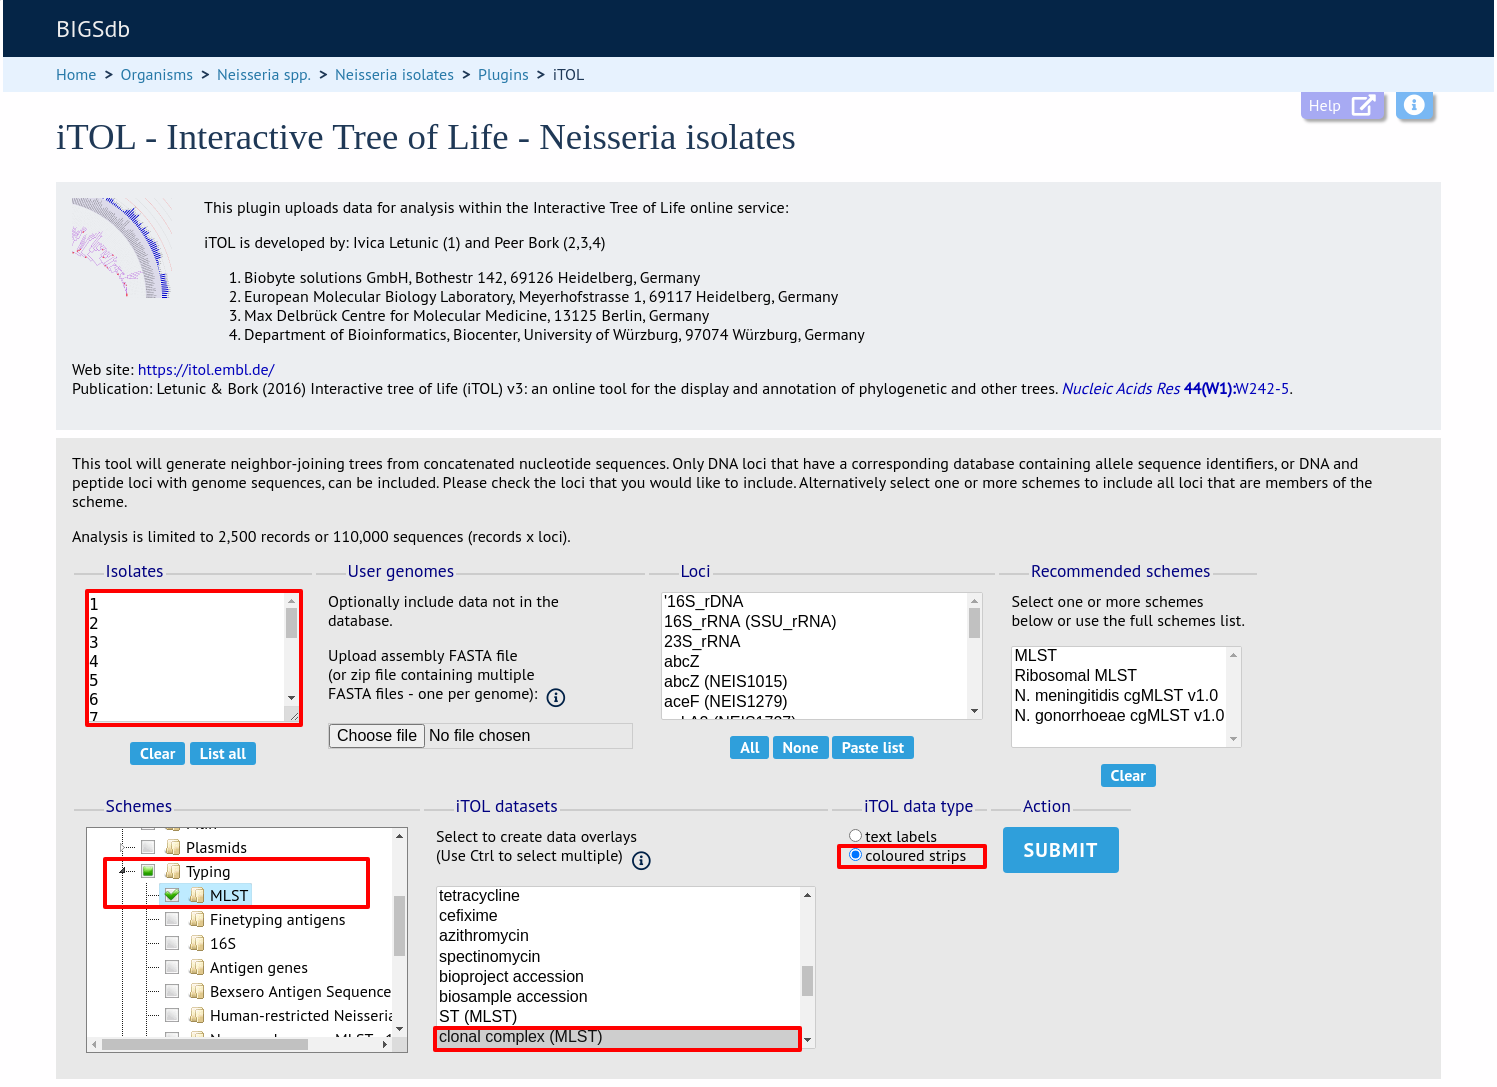 BIGSdb
Home > Organisms > Neisseria spp. > Neisseria isolates > Plugins > iTOL
Help
iTOL - Interactive Tree of Life - Neisseria isolates
This plugin uploads data for analysis within the Interactive Tree of Life online service:
iTOL is developed by: Ivica Letunic (1) and Peer Bork (2,3,4)
1. Biobyte solutions GmbH, Bothestr 142, 69126 Heidelberg, Germany
2. European Molecular Biology Laboratory, Meyerhofstrasse 1, 69117 Heidelberg, Germany
3. Max Delbrück Centre for Molecular Medicine, 13125 Berlin, Germany
4. Department of Bioinformatics, Biocenter, University of Würzburg, 97074 Würzburg, Germany
Web site: https://itol.embl.de/
Publication: Letunic & Bork (2016) Interactive tree of life (iTOL) v3: an online tool for the display and annotation of phylogenetic and other trees. Nucleic Acids Res 44(W1):W242-5.
This tool will generate neighbor-joining trees from concatenated nucleotide sequences. Only DNA loci that have a corresponding database containing allele sequence identifiers, or DNA and
peptide loci with genome sequences, can be included. Please check the loci that you would like to include. Alternatively select one or more schemes to include all loci that are members of the
scheme.
Analysis is limited to 2,500 records or 110,000 sequences (records x loci).
Isolates
1
2
3
4
5
6
7
Clear
List all
User genomes
Optionally include data not in the
database.
Upload assembly FASTA file
(or zip file containing multiple
FASTA files - one per genome):
Choose file No file chosen
Loci
'16S_rDNA
16S_rRNA (SSU_rRNA)
23S_rRNA
abcZ
abcZ (NEIS1015)
aceF (NEIS1279)
All
None
Paste list
Recommended schemes
Select one or more schemes
below or use the full schemes list.
MLST
Ribosomal MLST
N. meningitidis cgMLST v1.0
N. gonorrhoeae cgMLST v1.0
Clear
Schemes
Plasmids
Typing
MLST
Finetyping antigens
16S
Antigen genes
Bexsero Antigen Sequence
Human-restricted Neisseria
iTOL datasets
Select to create data overlays
(Use Ctrl to select multiple)
tetracycline
cefixime
azithromycin
spectinomycin
bioproject accession
biosample accession
ST (MLST)
clonal complex (MLST)
iTOL data type
text labels
coloured strips
Action
SUBMIT